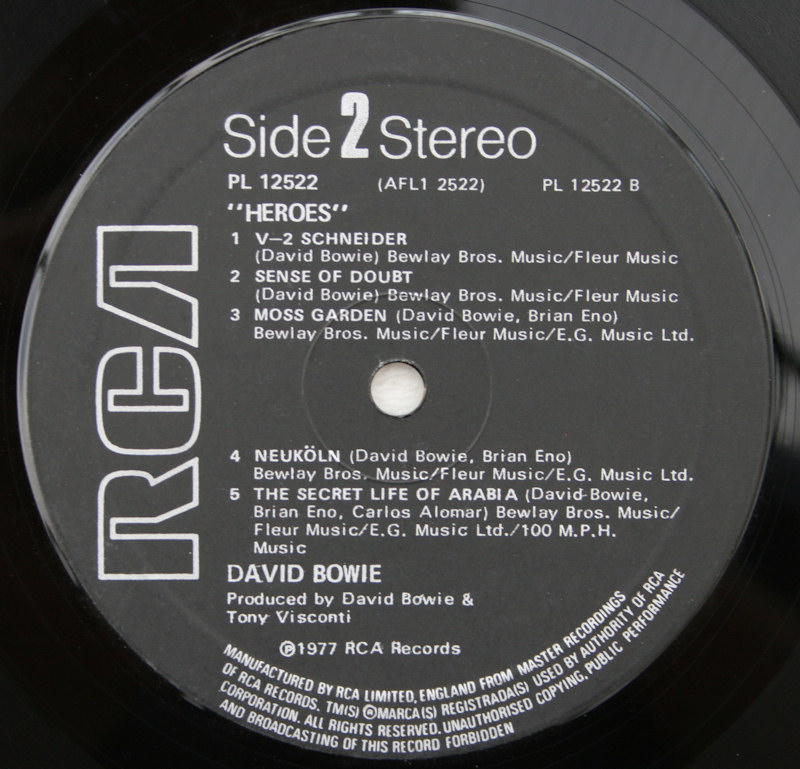 Side 2 Stereo
PL 12522 (AFL1 2522) PL 12522 B
"HEROES"
1 V–2 SCHNEIDER
(David Bowie) Bewlay Bros. Music/Fleur Music
2 SENSE OF DOUBT
(David Bowie) Bewlay Bros. Music/Fleur Music
3 MOSS GARDEN (David Bowie, Brian Eno)
Bewlay Bros. Music/Fleur Music/E.G. Music Ltd.
RCA
4 NEUKÖLN (David Bowie, Brian Eno)
Bewlay Bros. Music/Fleur Music/E.G. Music Ltd.
5 THE SECRET LIFE OF ARABIA (David Bowie,
Brian Eno, Carlos Alomar) Bewlay Bros. Music/
Fleur Music/E.G. Music Ltd./100 M.P.H.
Music
DAVID BOWIE
Produced by David Bowie &
Tony Visconti
℗1977 RCA Records
MANUFACTURED BY RCA LIMITED, ENGLAND FROM MASTER RECORDINGS
OF RCA RECORDS. TM(S) ®MARCA(S) REGISTRADA(S) USED BY AUTHORITY OF RCA
CORPORATION. ALL RIGHTS RESERVED. UNAUTHORISED COPYING, PUBLIC PERFORMANCE
AND BROADCASTING OF THIS RECORD FORBIDDEN